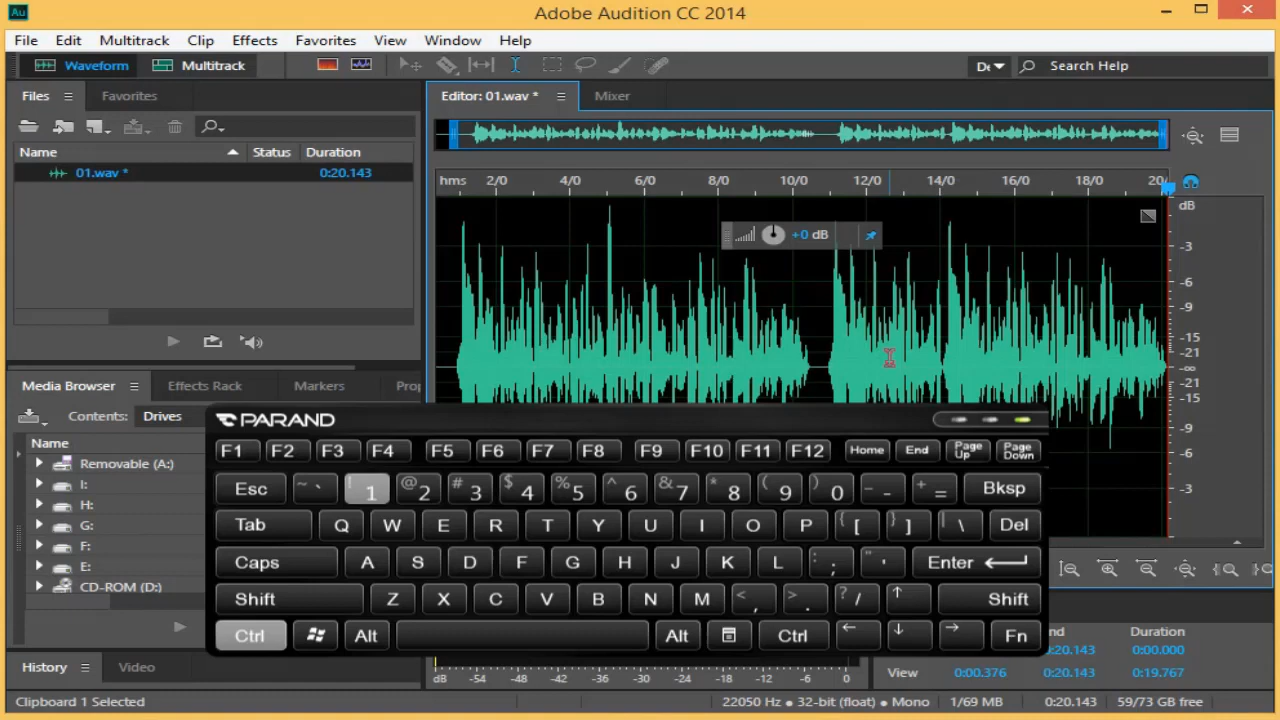 Au Adobe Audition CC 2014
File Edit Multitrack Clip Effects Favorites View Window Help
Waveform Multitrack Search Help
Files Favorites Editor: 01.wav * Mixer
Name Status Duration
01.wav * 0:20.143
hms 2/0 4/0 6/0 8/0 10/0 12/0 14/0 16/0 18/0 20/
dB
+0 dB
-3
-6
-9
-15
-21
-∞
-21
-15
-9
-6
-3
Media Browser Effects Rack Markers
Contents: Drives
Name
Removable (A:)
I:
H:
G:
F:
E:
CD-ROM (D:)
PARAND
F1 F2 F3 F4 F5 F6 F7 F8 F9 F10 F11 F12 Home End Page Up Page Down
Esc ~ ` ! 1 @ 2 # 3 $ 4 % 5 ^ 6 & 7 * 8 ( 9 ) 0 _ - + = Bksp
Tab Q W E R T Y U I O P { [ } ] | \ Del
Caps A S D F G H J K L : ; " ' Enter
Shift Z X C V B N M < , > . ? / ↑ Shift
Ctrl Alt Alt Ctrl ← ↓ → Fn
Duration
0:20.143 0:00.000
View 0:00.376 0:20.143 0:19.767
History Video
dB -54 -48 -42 -36 -30 -24 -18 -12 -6 0
Clipboard 1 Selected 22050 Hz ● 32-bit (float) ● Mono 1/69 MB 0:20.143 59/73 GB free